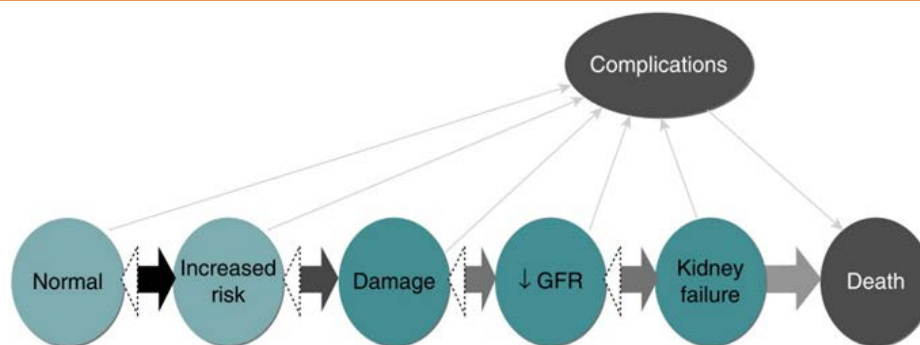 Complications
Normal
Increased
risk
Damage
↓ GFR
Kidney
failure
Death